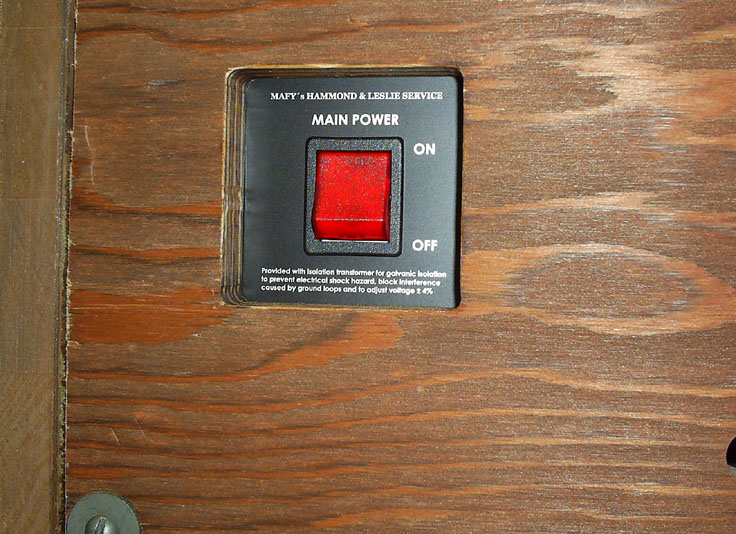 MAFY´s HAMMOND & LESLIE SERVICE
MAIN POWER
ON
OFF
Provided with isolation transformer for galvanic isolation
to prevent electrical shock hazard, block interference
caused by ground loops and to adjust voltage ± 4%